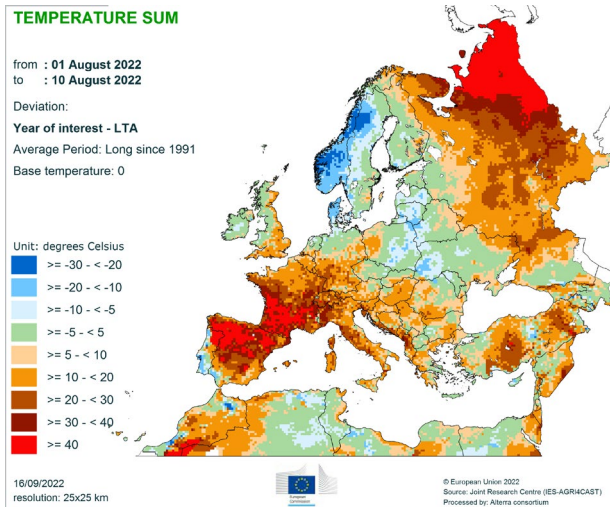 TEMPERATURE SUM
from : 01 August 2022
to : 10 August 2022
Deviation:
Year of interest - LTA
Average Period: Long since 1991
Base temperature: 0
Unit: degrees Celsius
>= -30 - < -20
>= -20 - < -10
>= -10 - < -5
>= -5 - < 5
>= 5 - < 10
>= 10 - < 20
>= 20 - < 30
>= 30 - < 40
>= 40
16/09/2022
resolution: 25x25 km
European
Commission
© European Union 2022
Source: Joint Research Centre (IES-AGRI4CAST)
Processed by: Alterra consortium